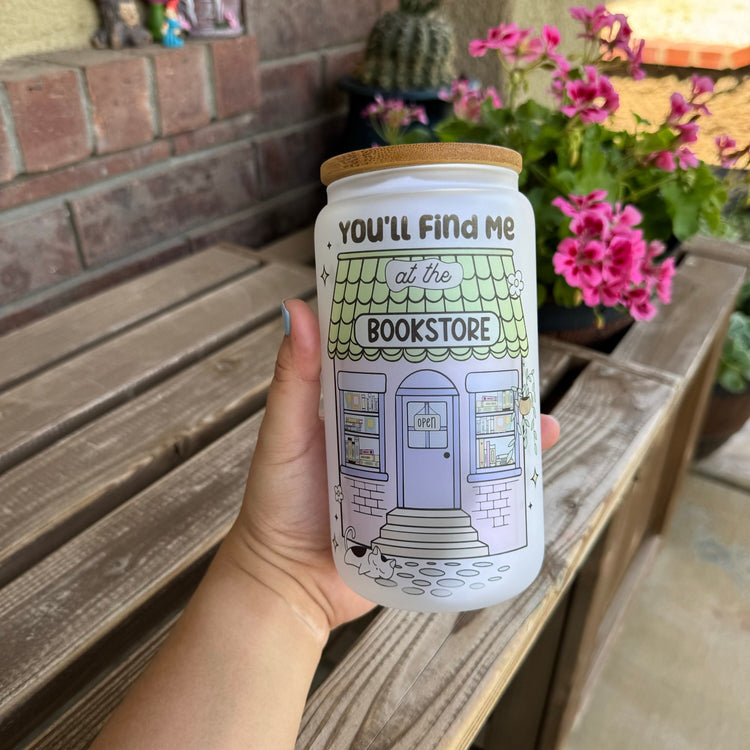 YOU'LL FIND ME
at the
BOOKSTORE
OPEN